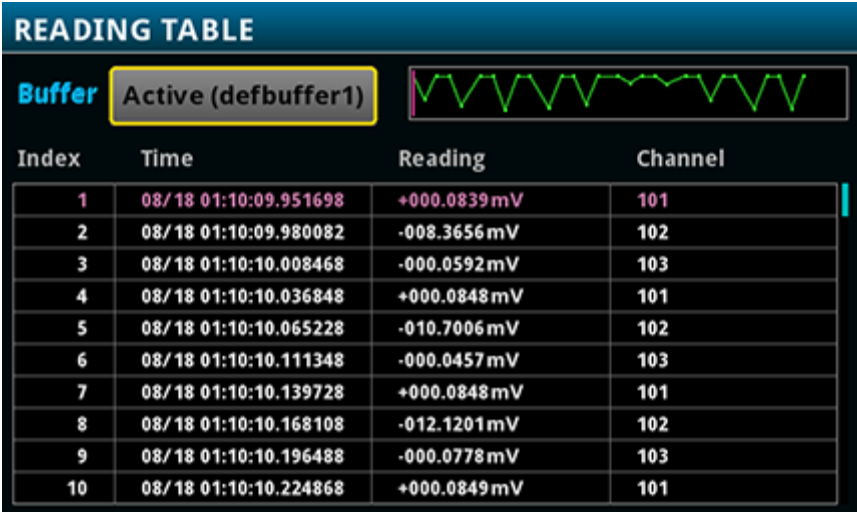 READING TABLE
Buffer Active (defbuffer1)
Index Time Reading Channel
1 08/18 01:10:09.951698 +000.0839mV 101
2 08/18 01:10:09.980082 -008.3656mV 102
3 08/18 01:10:10.008468 -000.0592mV 103
4 08/18 01:10:10.036848 +000.0848mV 101
5 08/18 01:10:10.065228 -010.7006mV 102
6 08/18 01:10:10.111348 -000.0457mV 103
7 08/18 01:10:10.139728 +000.0848mV 101
8 08/18 01:10:10.168108 -012.1201mV 102
9 08/18 01:10:10.196488 -000.0778mV 103
10 08/18 01:10:10.224868 +000.0849mV 101